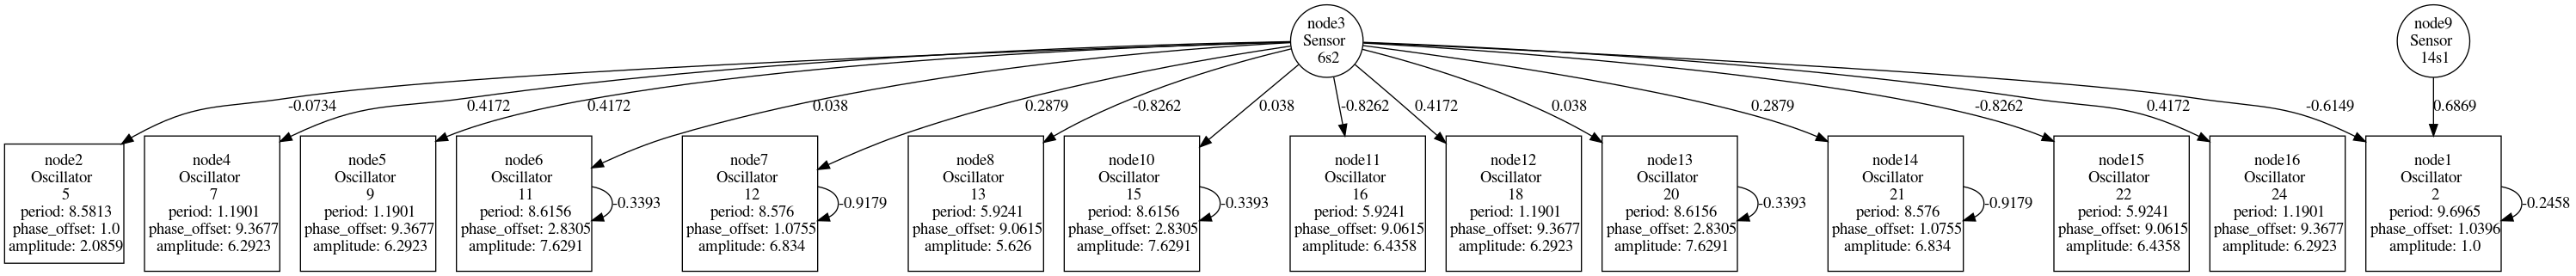 node3
Sensor
6s2
node9
Sensor
14s1
-0.0734
0.4172
0.4172
0.038
0.2879
-0.8262
0.038
-0.8262
0.4172
0.038
0.2879
-0.8262
0.4172
-0.6149
0.6869
node2
Oscillator
5
period: 8.5813
phase_offset: 1.0
amplitude: 2.0859
node4
Oscillator
7
period: 1.1901
phase_offset: 9.3677
amplitude: 6.2923
node5
Oscillator
9
period: 1.1901
phase_offset: 9.3677
amplitude: 6.2923
node6
Oscillator
11
period: 8.6156
phase_offset: 2.8305
amplitude: 7.6291
-0.3393
node7
Oscillator
12
period: 8.576
phase_offset: 1.0755
amplitude: 6.834
-0.9179
node8
Oscillator
13
period: 5.9241
phase_offset: 9.0615
amplitude: 5.626
node10
Oscillator
15
period: 8.6156
phase_offset: 2.8305
amplitude: 7.6291
-0.3393
node11
Oscillator
16
period: 5.9241
phase_offset: 9.0615
amplitude: 6.4358
node12
Oscillator
18
period: 1.1901
phase_offset: 9.3677
amplitude: 6.2923
node13
Oscillator
20
period: 8.6156
phase_offset: 2.8305
amplitude: 7.6291
-0.3393
node14
Oscillator
21
period: 8.576
phase_offset: 1.0755
amplitude: 6.834
-0.9179
node15
Oscillator
22
period: 5.9241
phase_offset: 9.0615
amplitude: 6.4358
node16
Oscillator
24
period: 1.1901
phase_offset: 9.3677
amplitude: 6.2923
node1
Oscillator
2
period: 9.6965
phase_offset: 1.0396
amplitude: 1.0
-0.2458